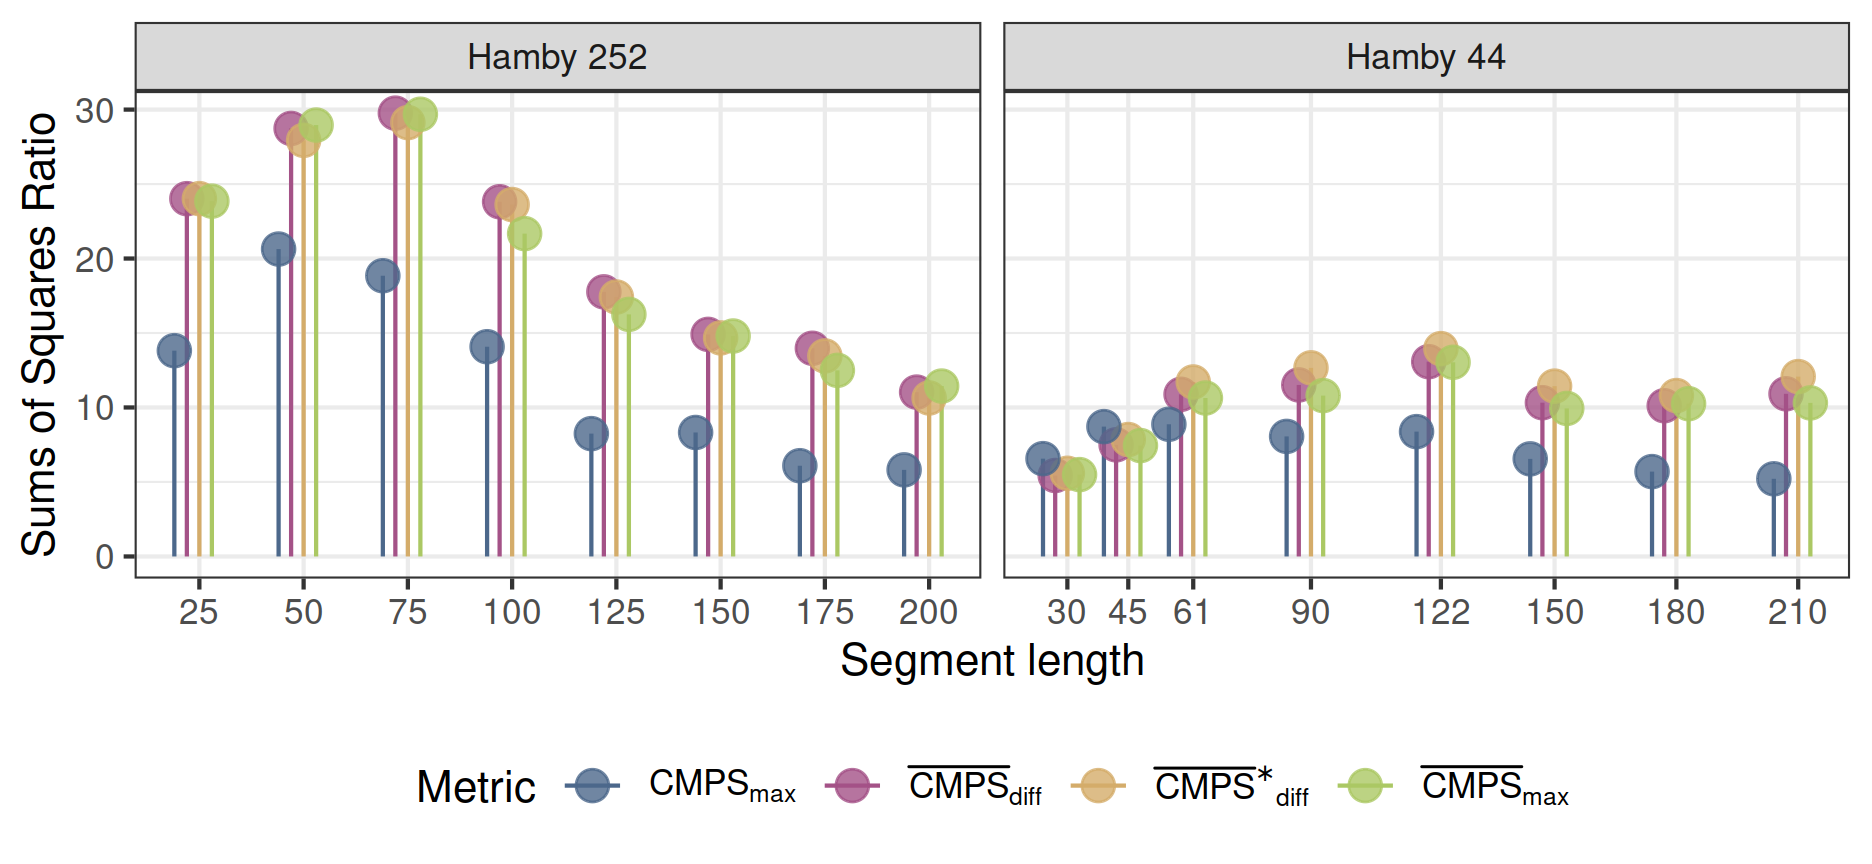 Hamby 252 Hamby 44
Sums of Squares Ratio
30
20
10
0
25 50 75 100 125 150 175 200 30 45 61 90 122 150 180 210
Segment length
Metric CMPSmax CMPSdiff CMPS*diff CMPSmax